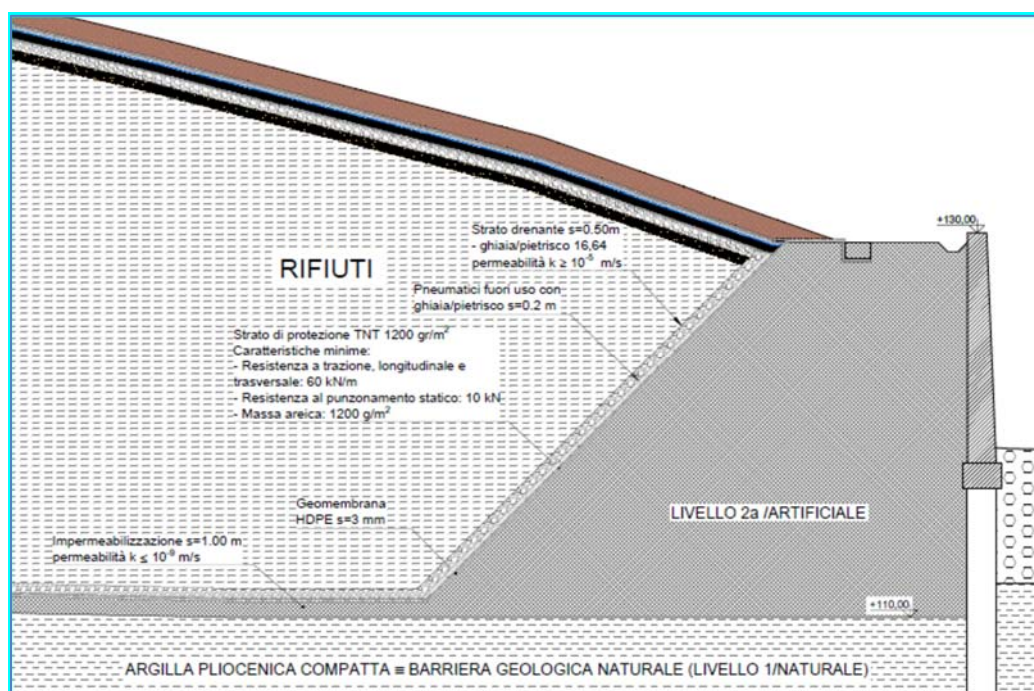 +130,00
Strato drenante s=0.50m
- ghiaia/pietrisco 16,64
permeabilità k ≥ 10⁻⁵ m/s
RIFIUTI
Pneumatici fuori uso con
ghiaia/pietrisco s=0.2 m
Strato di protezione TNT 1200 gr/m²
Caratteristiche minime:
- Resistenza a trazione, longitudinale e
trasversale: 60 kN/m
- Resistenza al punzonamento statico: 10 kN
- Massa areica: 1200 g/m²
Geomembrana
HDPE s=3 mm
LIVELLO 2a /ARTIFICIALE
Impermeabilizzazione s=1.00 m
permeabilità k ≤ 10⁻⁹ m/s
+110,00
ARGILLA PLIOCENICA COMPATTA ≡ BARRIERA GEOLOGICA NATURALE (LIVELLO 1/NATURALE)